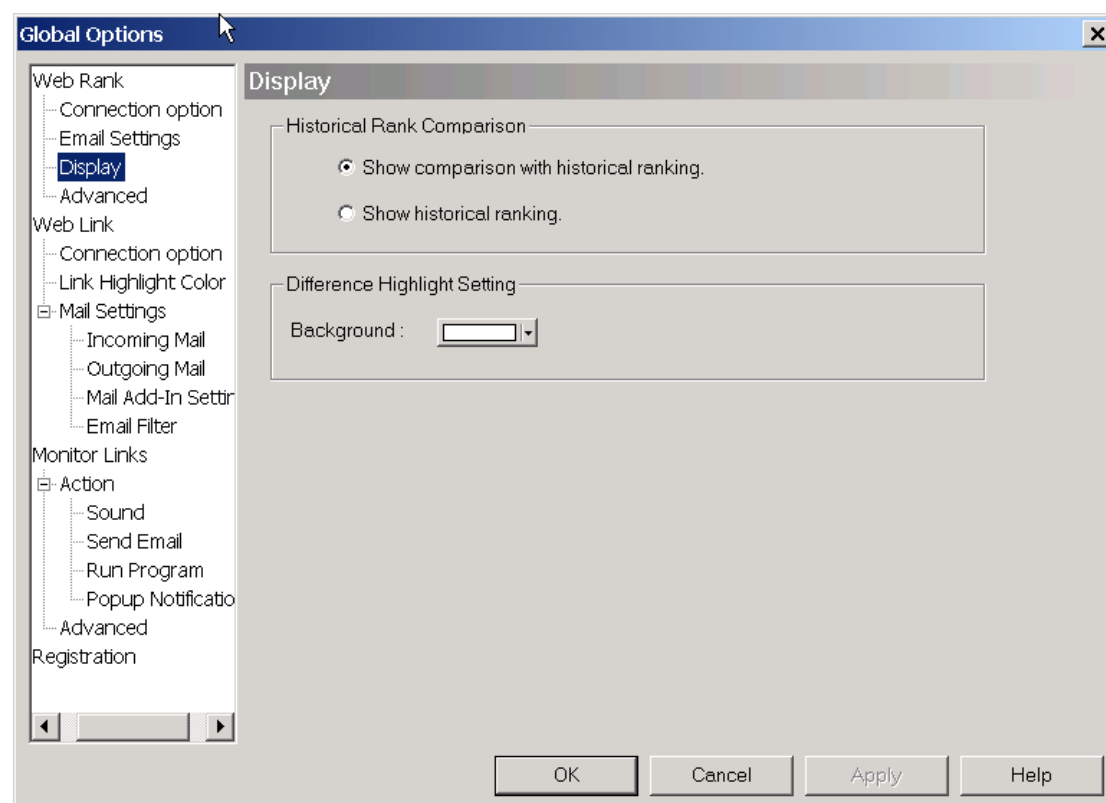 Global Options
Web Rank
Connection option
Email Settings
Display
Advanced
Web Link
Connection option
Link Highlight Color
Mail Settings
Incoming Mail
Outgoing Mail
Mail Add-In Settin
Email Filter
Monitor Links
Action
Sound
Send Email
Run Program
Popup Notificatio
Advanced
Registration
Display
Historical Rank Comparison
Show comparison with historical ranking.
Show historical ranking.
Difference Highlight Setting
Background :
OK
Cancel
Apply
Help